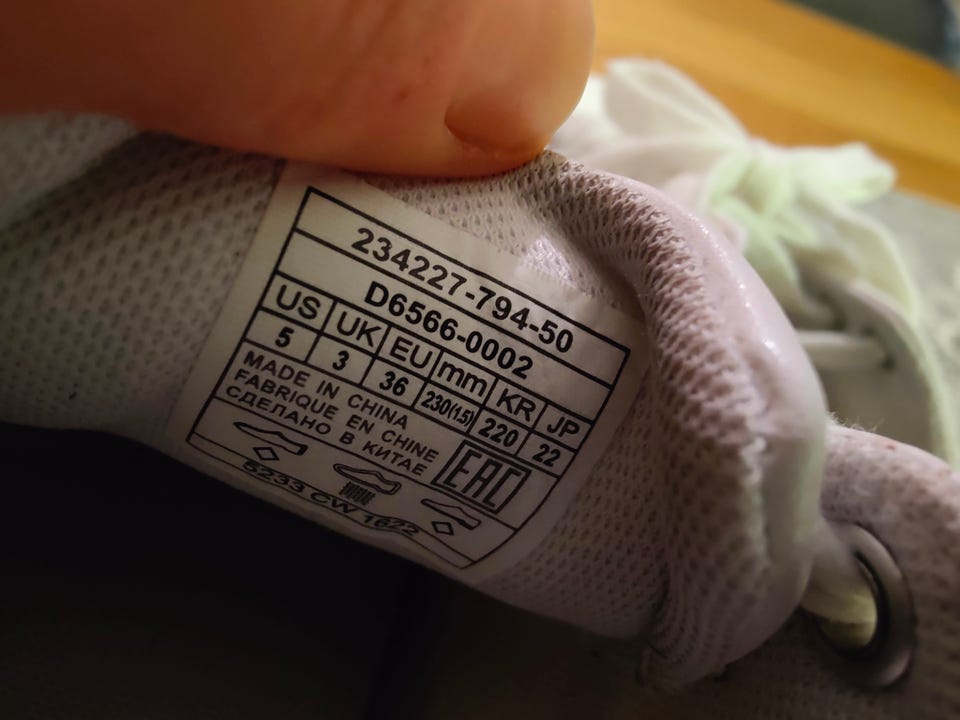 234227-794-50
D6566-0002
US UK EU mm KR JP
5 3 36 230(1.5) 220 22
MADE IN CHINA
FABRIQUE EN CHINE
СДЕЛАНО В КИТАЕ
EAC
5233 CW 1622